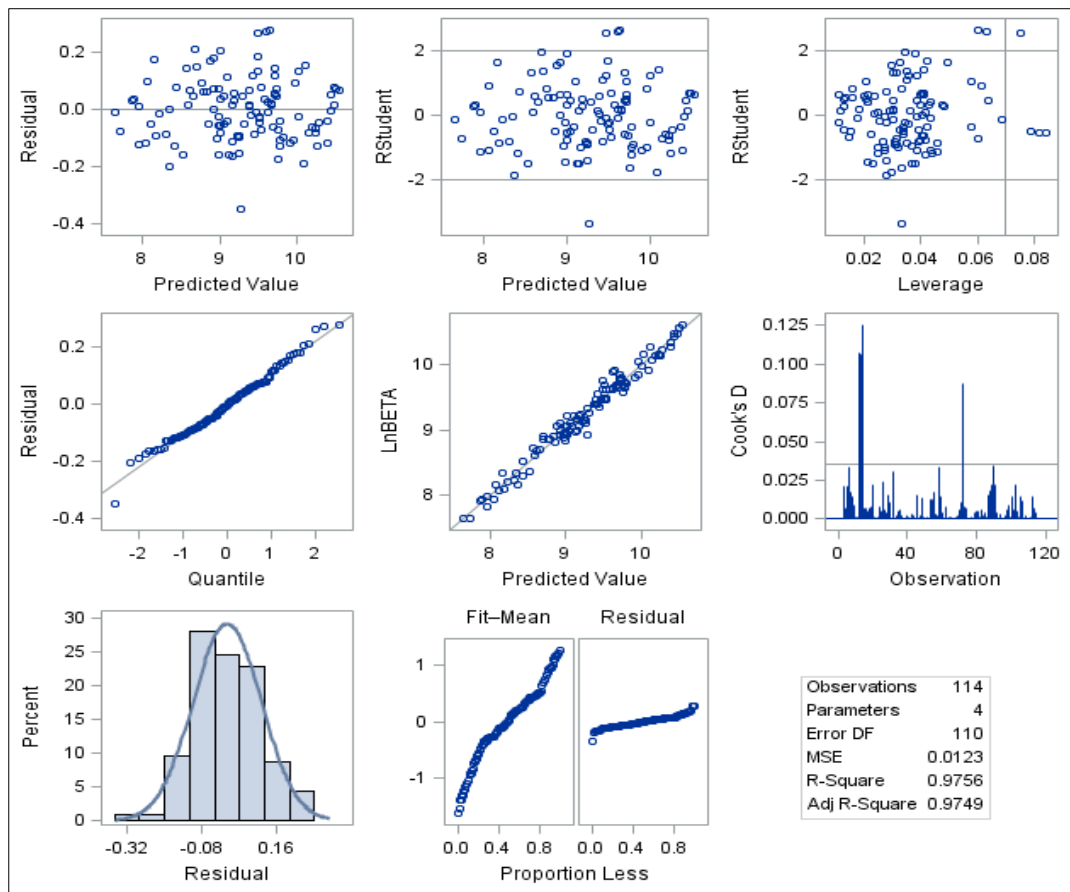 Residual
0.2
0.0
-0.2
-0.4
8 9 10
Predicted Value
RStudent
2
0
-2
8 9 10
Predicted Value
RStudent
2
0
-2
0.02 0.04 0.06 0.08
Leverage
Residual
0.2
0.0
-0.2
-0.4
-2 -1 0 1 2
Quantile
LnBETA
10
9
8
8 9 10
Predicted Value
Cook's D
0.125
0.100
0.075
0.050
0.025
0.000
0 40 80 120
Observation
Percent
30
25
20
15
10
5
0
-0.32 -0.08 0.16
Residual
Fit–Mean Residual
1
0
-1
0.0 0.4 0.8 0.0 0.4 0.8
Proportion Less
Observations 114
Parameters 4
Error DF 110
MSE 0.0123
R-Square 0.9756
Adj R-Square 0.9749